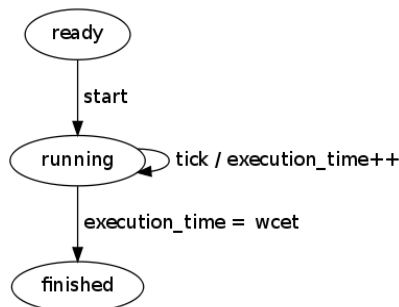 ready
start
running
tick / execution_time++
execution_time = wcet
finished